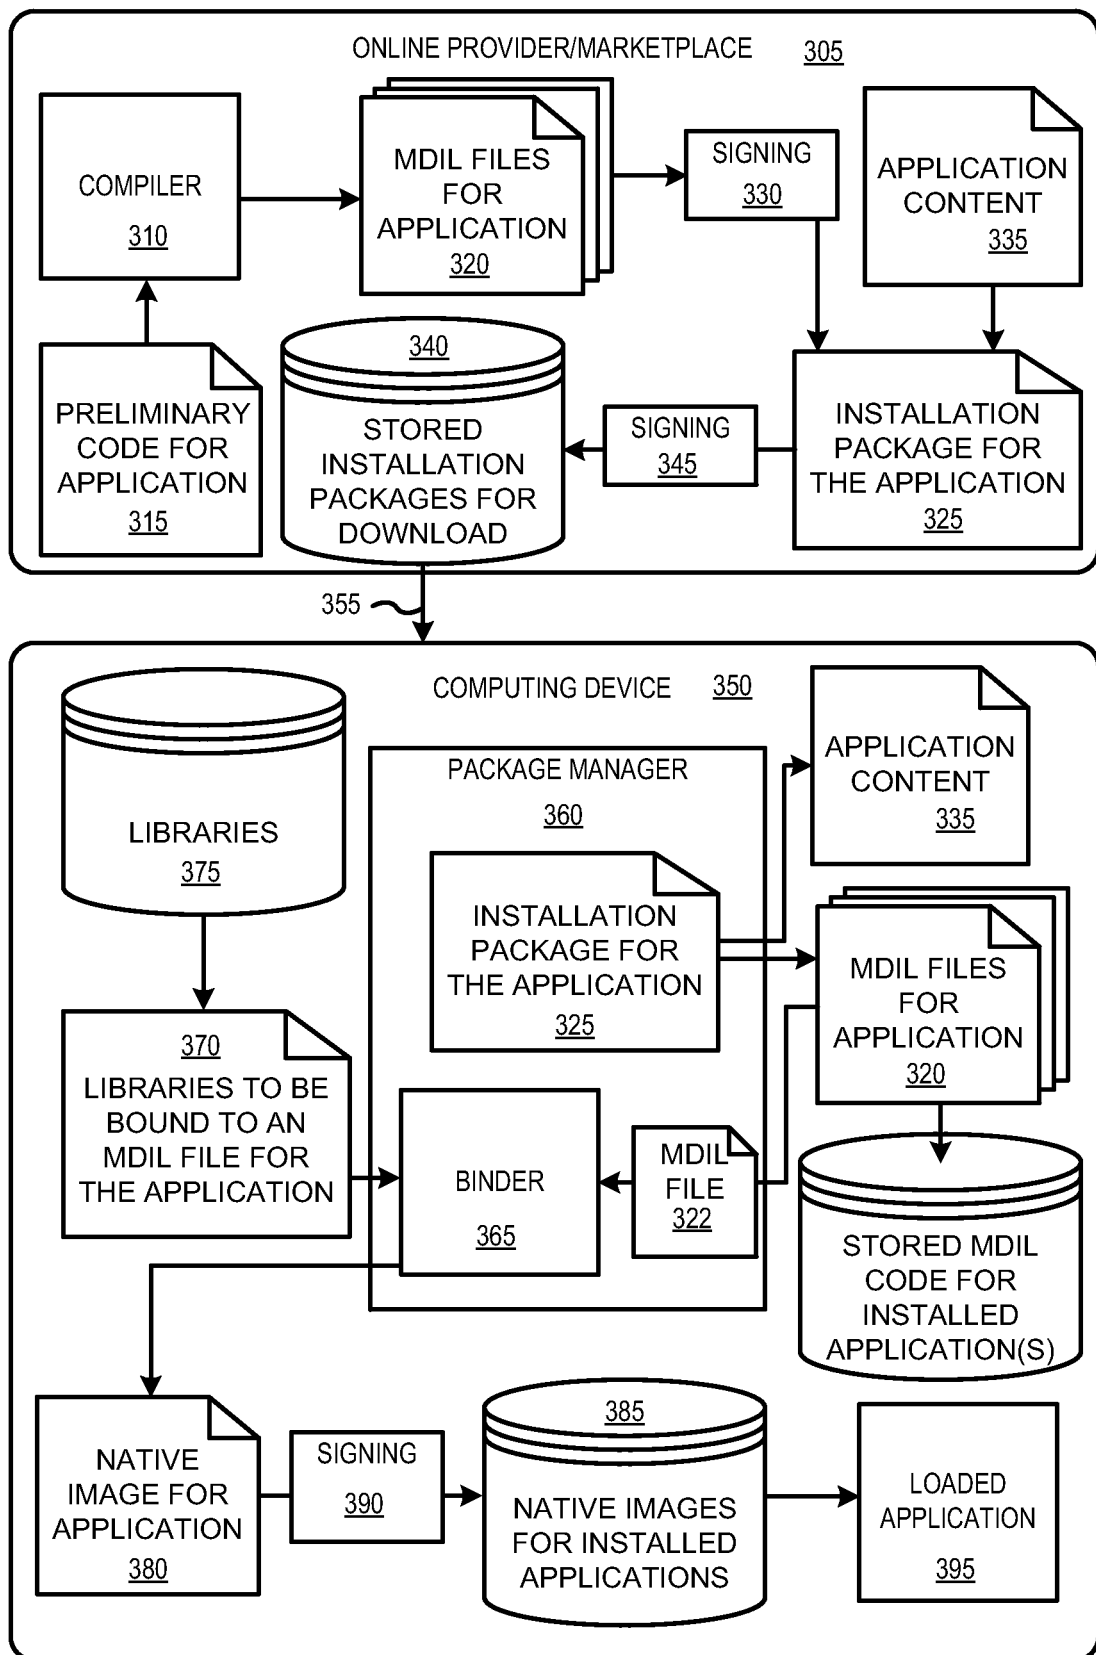 ONLINE PROVIDER/MARKETPLACE 305
COMPILER
310
MDIL FILES
FOR
APPLICATION
320
SIGNING
330
APPLICATION
CONTENT
335
PRELIMINARY
CODE FOR
APPLICATION
315
340
STORED
INSTALLATION
PACKAGES FOR
DOWNLOAD
SIGNING
345
INSTALLATION
PACKAGE FOR
THE APPLICATION
325
355
COMPUTING DEVICE 350
LIBRARIES
375
PACKAGE MANAGER
360
INSTALLATION
PACKAGE FOR
THE APPLICATION
325
APPLICATION
CONTENT
335
MDIL FILES
FOR
APPLICATION
320
370
LIBRARIES TO BE
BOUND TO AN
MDIL FILE FOR
THE APPLICATION
BINDER
365
MDIL
FILE
322
STORED MDIL
CODE FOR
INSTALLED
APPLICATION(S)
NATIVE
IMAGE FOR
APPLICATION
380
SIGNING
390
385
NATIVE IMAGES
FOR INSTALLED
APPLICATIONS
LOADED
APPLICATION
395